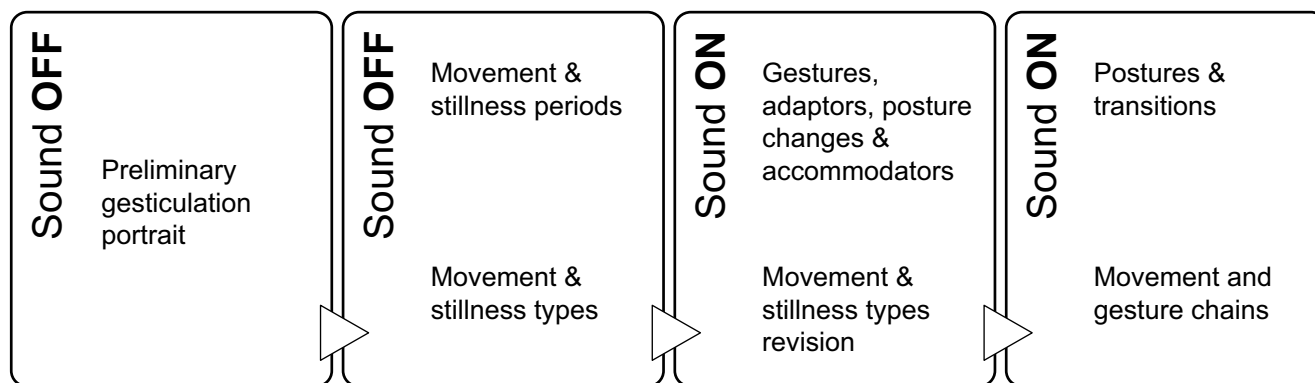 Sound OFF
Preliminary
gesticulation
portrait
Sound OFF
Movement &
stillness periods
Movement &
stillness types
Sound ON
Gestures,
adaptors, posture
changes &
accommodators
Movement &
stillness types
revision
Sound ON
Postures &
transitions
Movement and
gesture chains